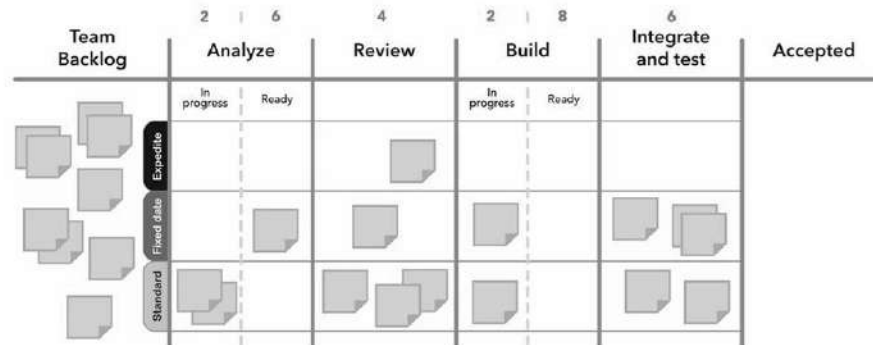 2 6 4 2 8 6
Team
Backlog
Analyze
Review
Build
Integrate
and test
Accepted
In
progress
Ready
In
progress
Ready
Expedite
Fixed date
Standard